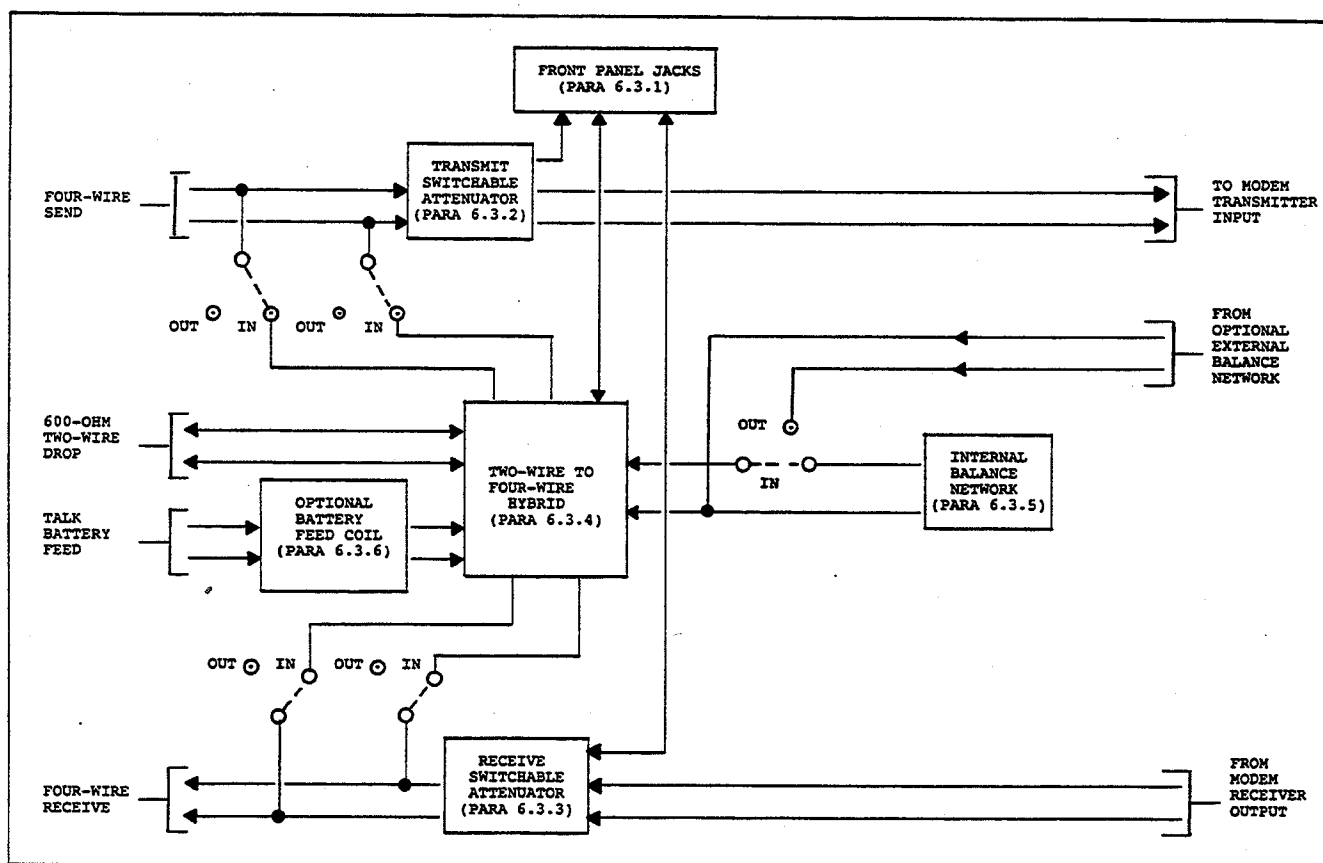 FRONT PANEL JACKS
(PARA 6.3.1)
TRANSMIT
SWITCHABLE
ATTENUATOR
(PARA 6.3.2)
FOUR-WIRE
SEND
TO MODEM
TRANSMITTER
INPUT
OUT IN OUT IN
FROM
OPTIONAL
EXTERNAL
BALANCE
NETWORK
600-OHM
TWO-WIRE
DROP
OUT
IN
TWO-WIRE TO
FOUR-WIRE
HYBRID
(PARA 6.3.4)
INTERNAL
BALANCE
NETWORK
(PARA 6.3.5)
TALK
BATTERY
FEED
OPTIONAL
BATTERY
FEED COIL
(PARA 6.3.6)
OUT IN OUT IN
FOUR-WIRE
RECEIVE
RECEIVE
SWITCHABLE
ATTENUATOR
(PARA 6.3.3)
FROM
MODEM
RECEIVER
OUTPUT